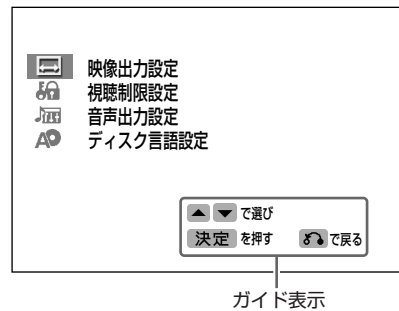 映像出力設定
視聴制限設定
音声出力設定
ディスク言語設定
▲ ▼ で選び
決定 を押す で戻る
ガイド表示